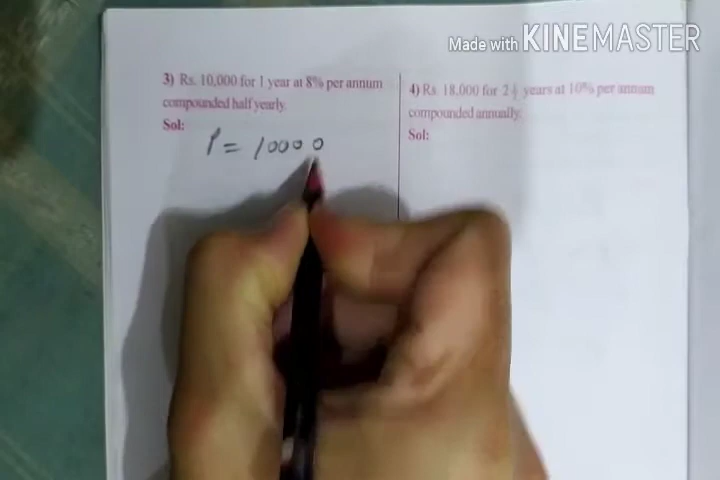 Made with KINEMASTER
3) Rs. 10,000 for 1 year at 8% per annum
compounded half yearly.
Sol:
P = 10000
4) Rs. 18,000 for 2 1/2 years at 10% per annum
compounded annually.
Sol: